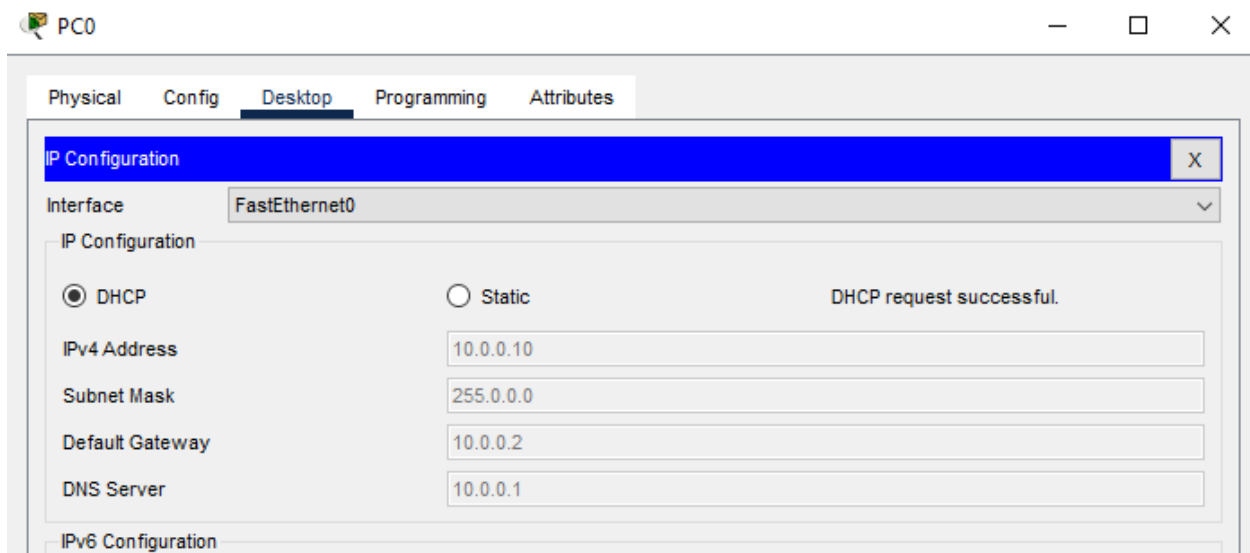 PC0
Physical Config Desktop Programming Attributes
IP Configuration X
Interface FastEthernet0
IP Configuration
DHCP Static DHCP request successful.
IPv4 Address 10.0.0.10
Subnet Mask 255.0.0.0
Default Gateway 10.0.0.2
DNS Server 10.0.0.1
IPv6 Configuration